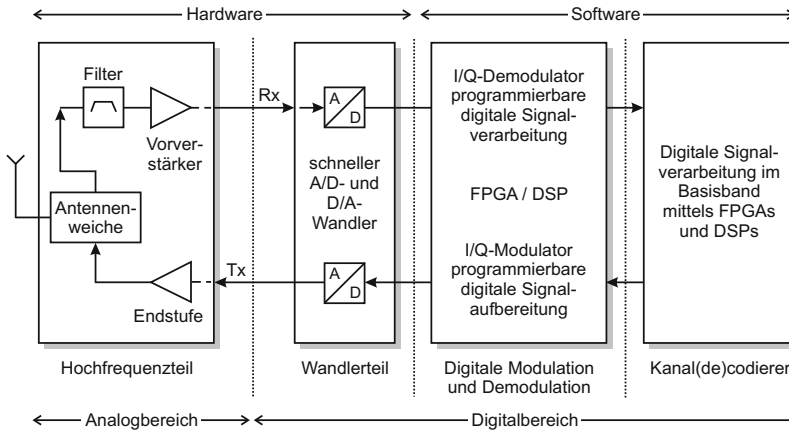 Hardware
Software
Filter
Vorver-
stärker
Antennen-
weiche
Endstufe
Rx
Tx
A
D
schneller
A/D- und
D/A-
Wandler
A
D
I/Q-Demodulator
programmierbare
digitale Signal-
verarbeitung
FPGA / DSP
I/Q-Modulator
programmierbare
digitale Signal-
aufbereitung
Digitale Signal-
verarbeitung im
Basisband
mittels FPGAs
und DSPs
Hochfrequenzteil
Wandlerteil
Digitale Modulation
und Demodulation
Kanal(de)codierer
Analogbereich
Digitalbereich